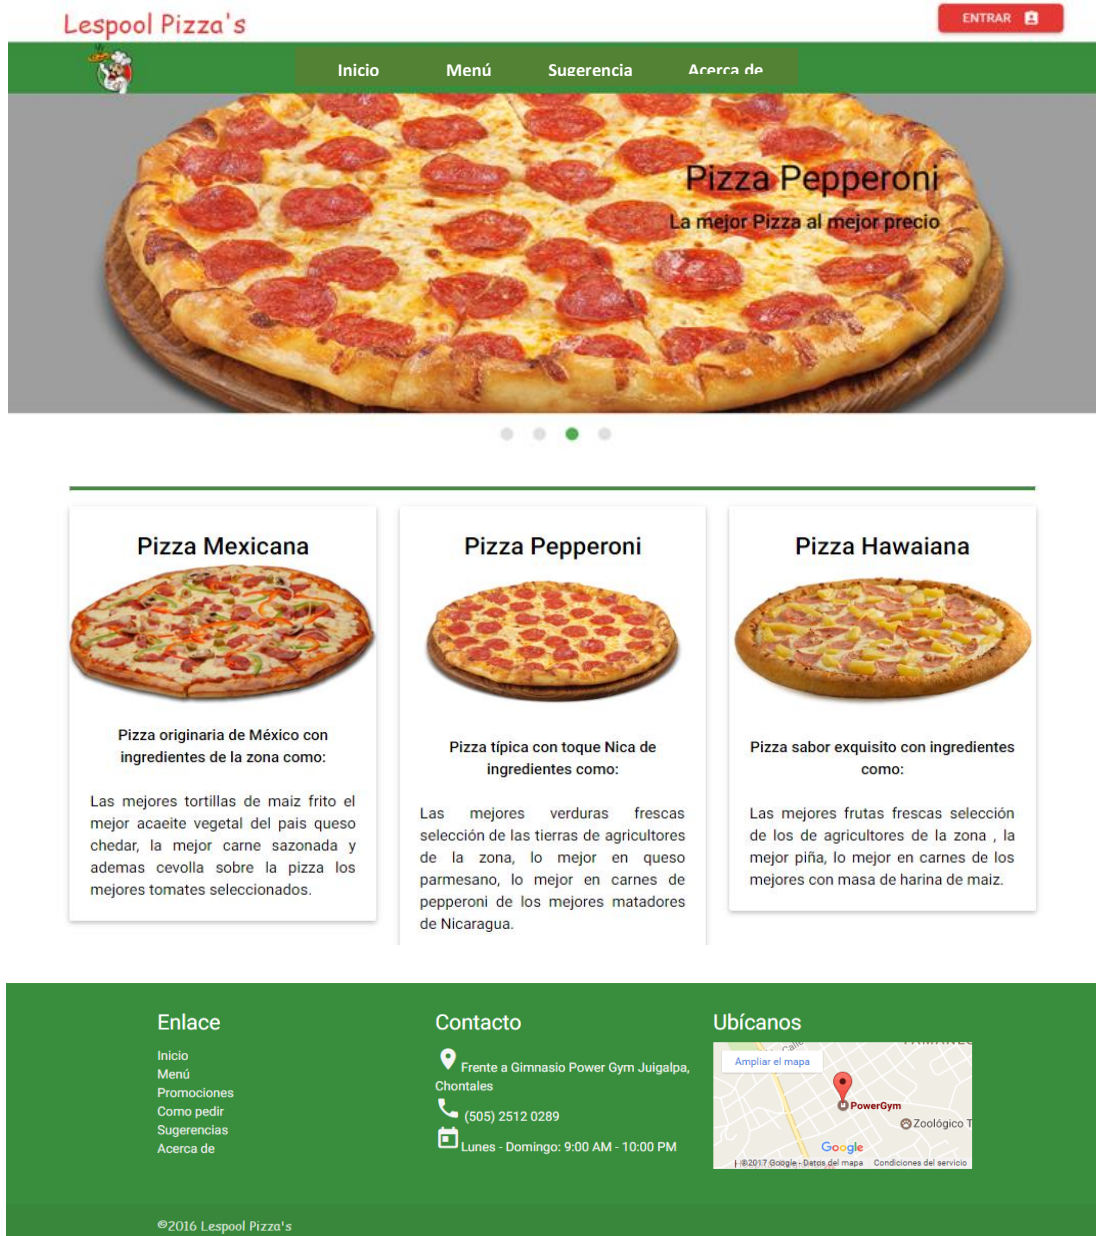 Lespool Pizza's
ENTRAR
Inicio Menú Sugerencia Acerca de
Pizza Pepperoni
La mejor Pizza al mejor precio
Pizza Mexicana
Pizza originaria de México con
ingredientes de la zona como:
Las mejores tortillas de maiz frito el
mejor acaeite vegetal del pais queso
chedar, la mejor carne sazonada y
ademas cevolla sobre la pizza los
mejores tomates seleccionados.
Pizza Pepperoni
Pizza típica con toque Nica de
ingredientes como:
Las mejores verduras frescas
selección de las tierras de agricultores
de la zona, lo mejor en queso
parmesano, lo mejor en carnes de
pepperoni de los mejores matadores
de Nicaragua.
Pizza Hawaiana
Pizza sabor exquisito con ingredientes
como:
Las mejores frutas frescas selección
de los de agricultores de la zona , la
mejor piña, lo mejor en carnes de los
mejores con masa de harina de maiz.
Enlace
Inicio
Menú
Promociones
Como pedir
Sugerencias
Acerca de
Contacto
Frente a Gimnasio Power Gym Juigalpa,
Chontales
(505) 2512 0289
Lunes - Domingo: 9:00 AM - 10:00 PM
Ubícanos
Ampliar el mapa
PowerGym
Zoológico T
Google
©2017 Google - Datos del mapa Condiciones del servicio
©2016 Lespool Pizza's